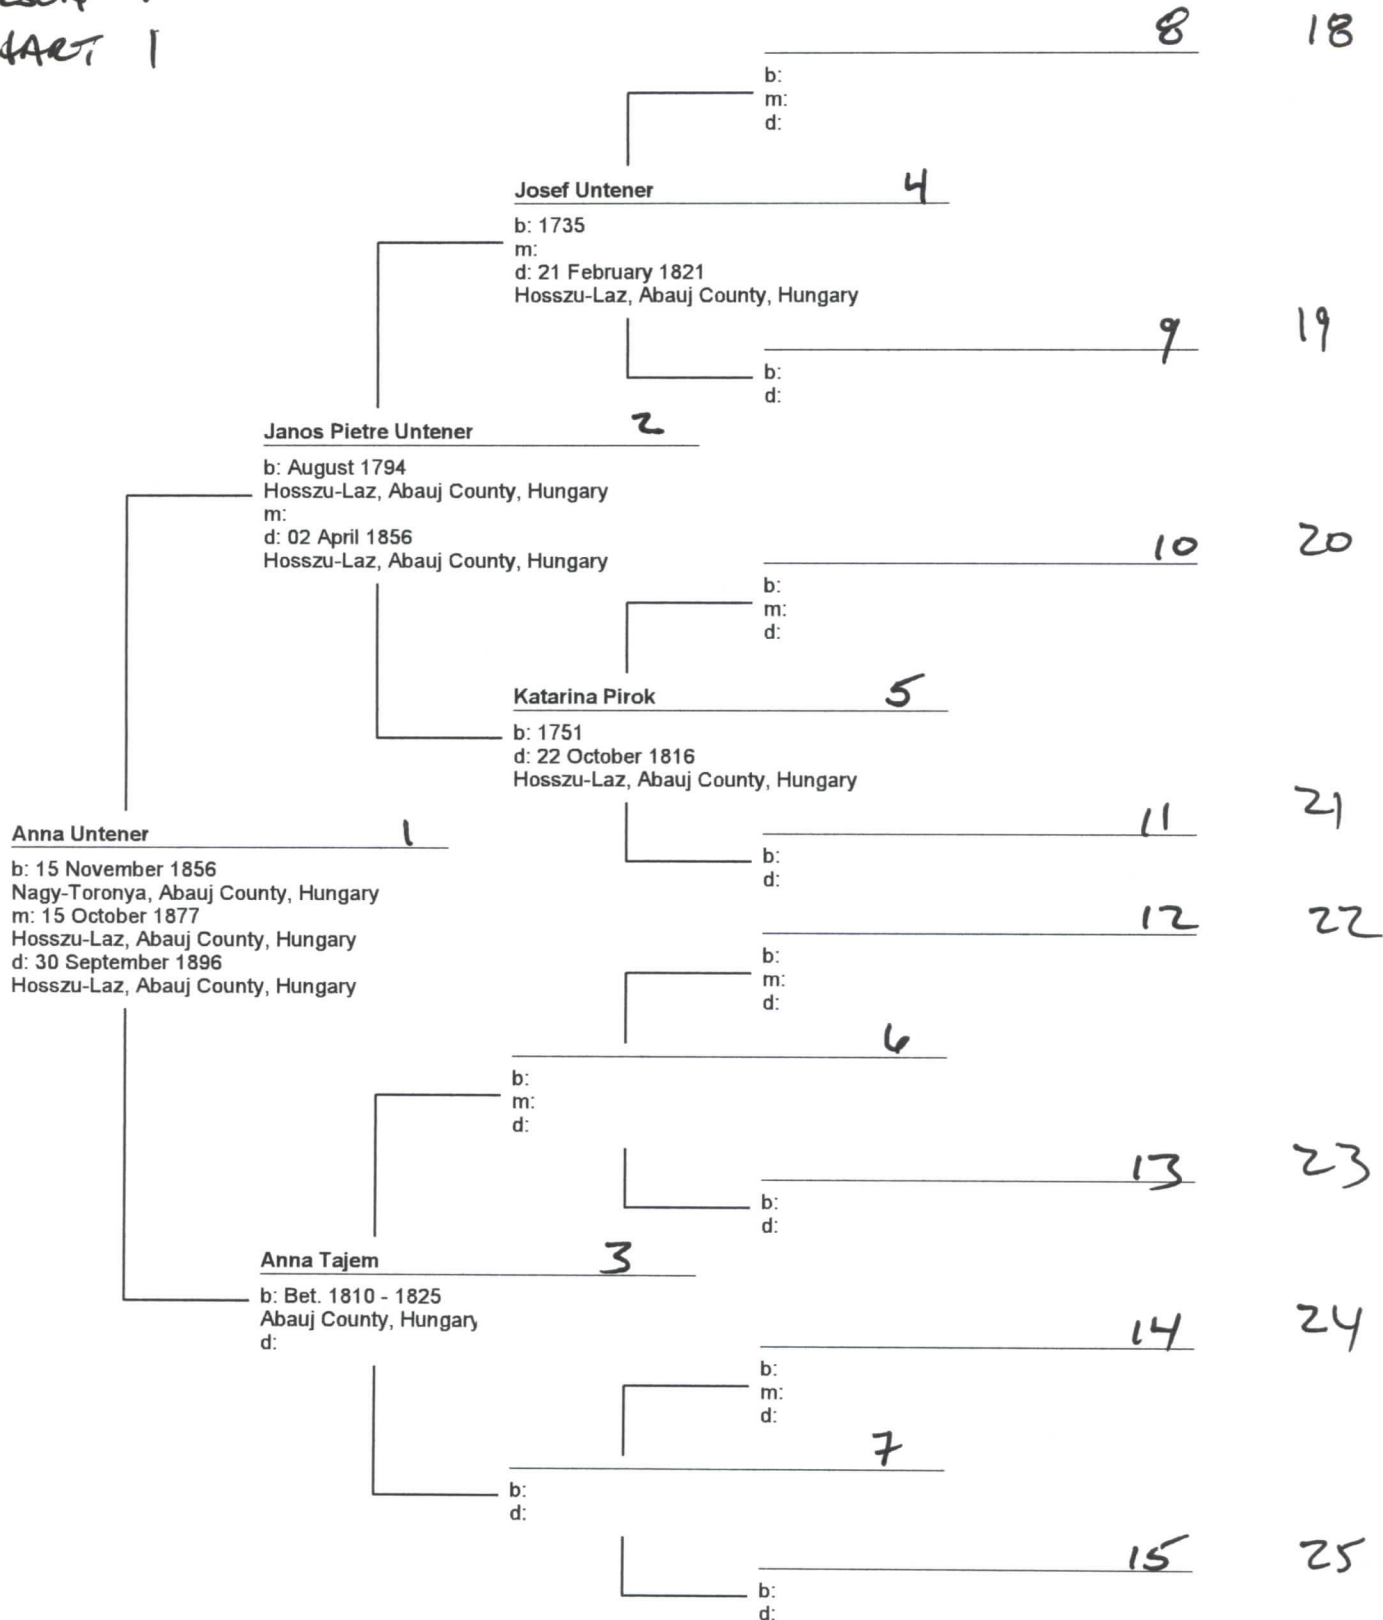 CHART 1
8 18
b:
m:
d:
Josef Untener 4
b: 1735
m:
d: 21 February 1821
Hosszu-Laz, Abauj County, Hungary
9 19
b:
d:
Janos Pietre Untener 2
b: August 1794
Hosszu-Laz, Abauj County, Hungary
m:
d: 02 April 1856
Hosszu-Laz, Abauj County, Hungary
10 20
b:
m:
d:
Katarina Pirok 5
b: 1751
d: 22 October 1816
Hosszu-Laz, Abauj County, Hungary
11 21
b:
d:
Anna Untener 1
b: 15 November 1856
Nagy-Toronya, Abauj County, Hungary
m: 15 October 1877
Hosszu-Laz, Abauj County, Hungary
d: 30 September 1896
Hosszu-Laz, Abauj County, Hungary
12 22
b:
m:
d:
6
b:
m:
d:
13 23
b:
d:
Anna Tajem 3
b: Bet. 1810 - 1825
Abauj County, Hungary
d:
14 24
b:
m:
d:
7
b:
d:
15 25
b:
d: